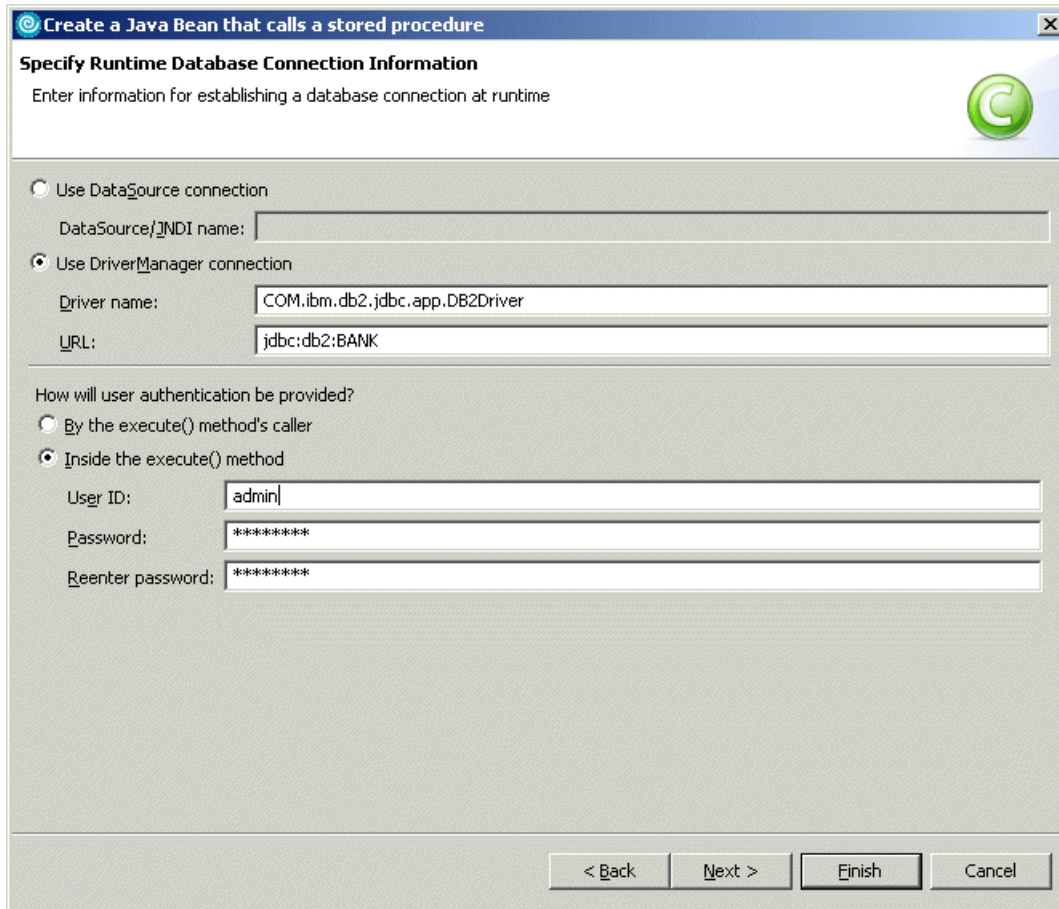 Create a Java Bean that calls a stored procedure
Specify Runtime Database Connection Information
Enter information for establishing a database connection at runtime
C
Use DataSource connection
DataSource/JNDI name:
Use DriverManager connection
Driver name: COM.ibm.db2.jdbc.app.DB2Driver
URL: jdbc:db2:BANK
How will user authentication be provided?
By the execute() method's caller
Inside the execute() method
User ID: admin
Password: ********
Reenter password: ********
< Back Next > Finish Cancel